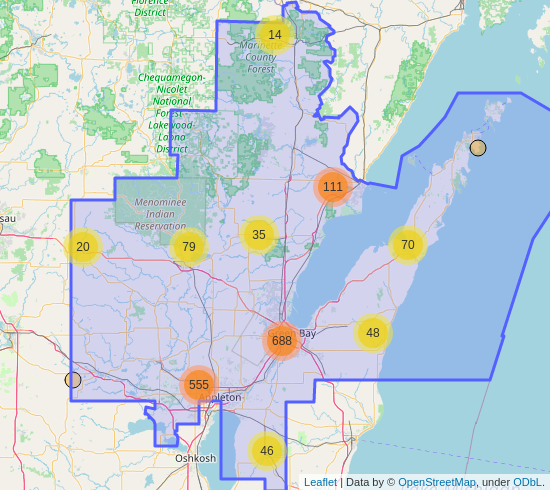 Florence
District
14
Marinette
County
Forest
Chequamegon-
Nicolet
National
Forest-
Lakewood
Laona
District
111
Menominee
Indian
Reservation
sau
20
79
35
70
Bay
688
48
555
Appleton
46
Oshkosh
Leaflet | Data by © OpenStreetMap, under ODbL.